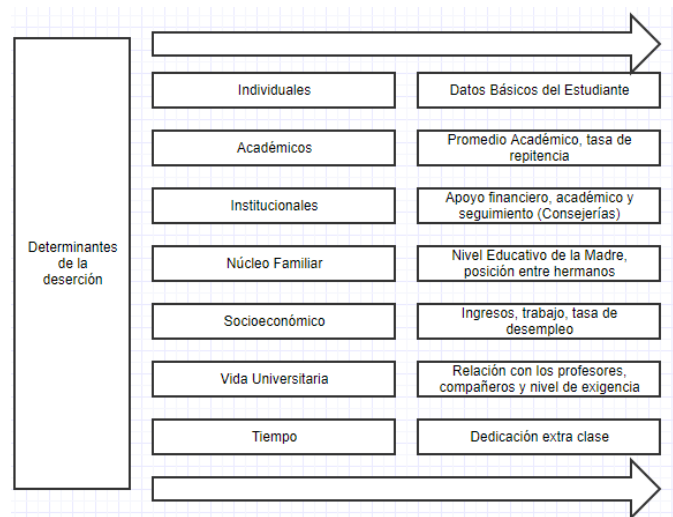 Determinantes
de la
deserción
Individuales
Datos Básicos del Estudiante
Académicos
Promedio Académico, tasa de
repitencia
Institucionales
Apoyo financiero, académico y
seguimiento (Consejerías)
Núcleo Familiar
Nivel Educativo de la Madre,
posición entre hermanos
Socioeconómico
Ingresos, trabajo, tasa de
desempleo
Vida Universitaria
Relación con los profesores,
compañeros y nivel de exigencia
Tiempo
Dedicación extra clase